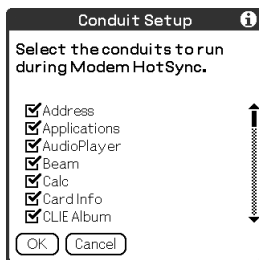 Conduit Setup
Select the conduits to run
during Modem HotSync.
Address
Applications
AudioPlayer
Beam
Calc
Card Info
CLIE Album
OK Cancel